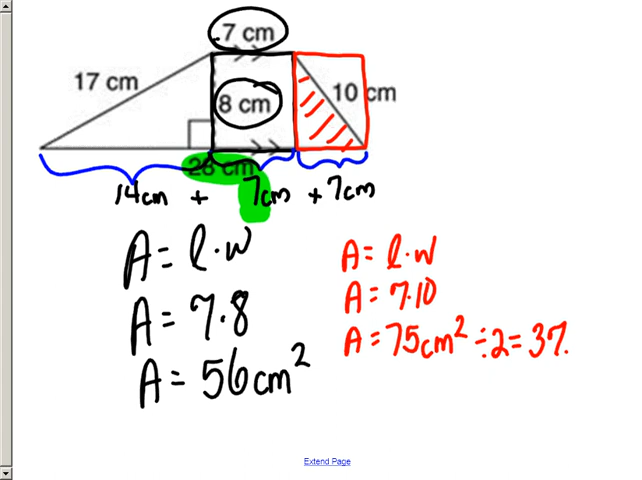 7 cm
17 cm
8 cm
10 cm
28 cm
14cm + 7cm + 7cm
A = l·w
A = 7·8
A = 56cm²
A = l·w
A = 7·10
A = 75cm² ÷2 = 37.
Extend Page